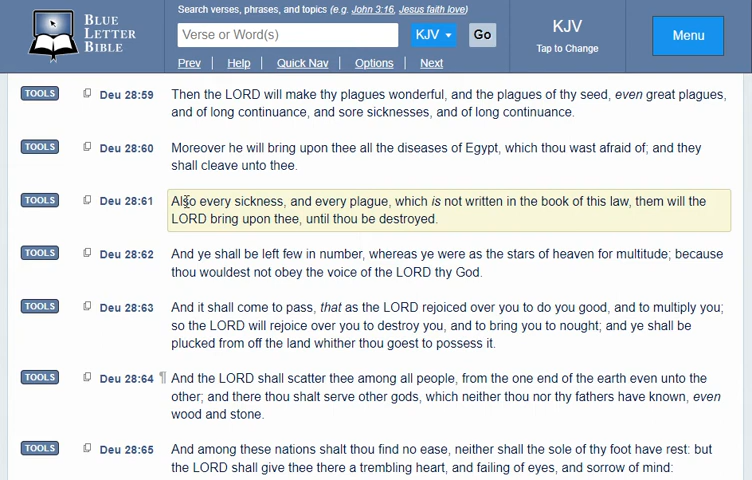 BLUE LETTER BIBLE
Search verses, phrases, and topics (e.g. John 3:16, Jesus faith love)
Verse or Word(s)
KJV
Go
Prev | Help | Quick Nav | Options | Next
KJV
Tap to Change
Menu
TOOLS Deu 28:59 Then the LORD will make thy plagues wonderful, and the plagues of thy seed, even great plagues,
and of long continuance, and sore sicknesses, and of long continuance.
TOOLS Deu 28:60 Moreover he will bring upon thee all the diseases of Egypt, which thou wast afraid of; and they
shall cleave unto thee.
TOOLS Deu 28:61 Also every sickness, and every plague, which is not written in the book of this law, them will the
LORD bring upon thee, until thou be destroyed.
TOOLS Deu 28:62 And ye shall be left few in number, whereas ye were as the stars of heaven for multitude; because
thou wouldest not obey the voice of the LORD thy God.
TOOLS Deu 28:63 And it shall come to pass, that as the LORD rejoiced over you to do you good, and to multiply you;
so the LORD will rejoice over you to destroy you, and to bring you to nought; and ye shall be
plucked from off the land whither thou goest to possess it.
TOOLS Deu 28:64 ¶ And the LORD shall scatter thee among all people, from the one end of the earth even unto the
other; and there thou shalt serve other gods, which neither thou nor thy fathers have known, even
wood and stone.
TOOLS Deu 28:65 And among these nations shalt thou find no ease, neither shall the sole of thy foot have rest: but
the LORD shall give thee there a trembling heart, and failing of eyes, and sorrow of mind: